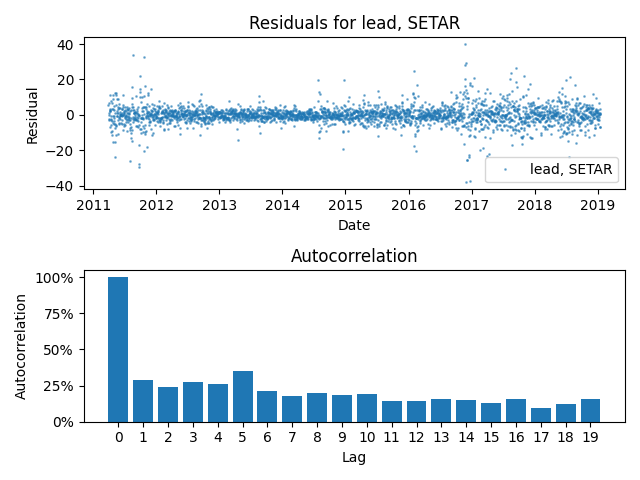 Residuals for lead, SETAR
40
20
0
−20
−40
Residual
lead, SETAR
2011 2012 2013 2014 2015 2016 2017 2018 2019
Date
Autocorrelation
100%
75%
50%
25%
0%
Autocorrelation
0 1 2 3 4 5 6 7 8 9 10 11 12 13 14 15 16 17 18 19
Lag